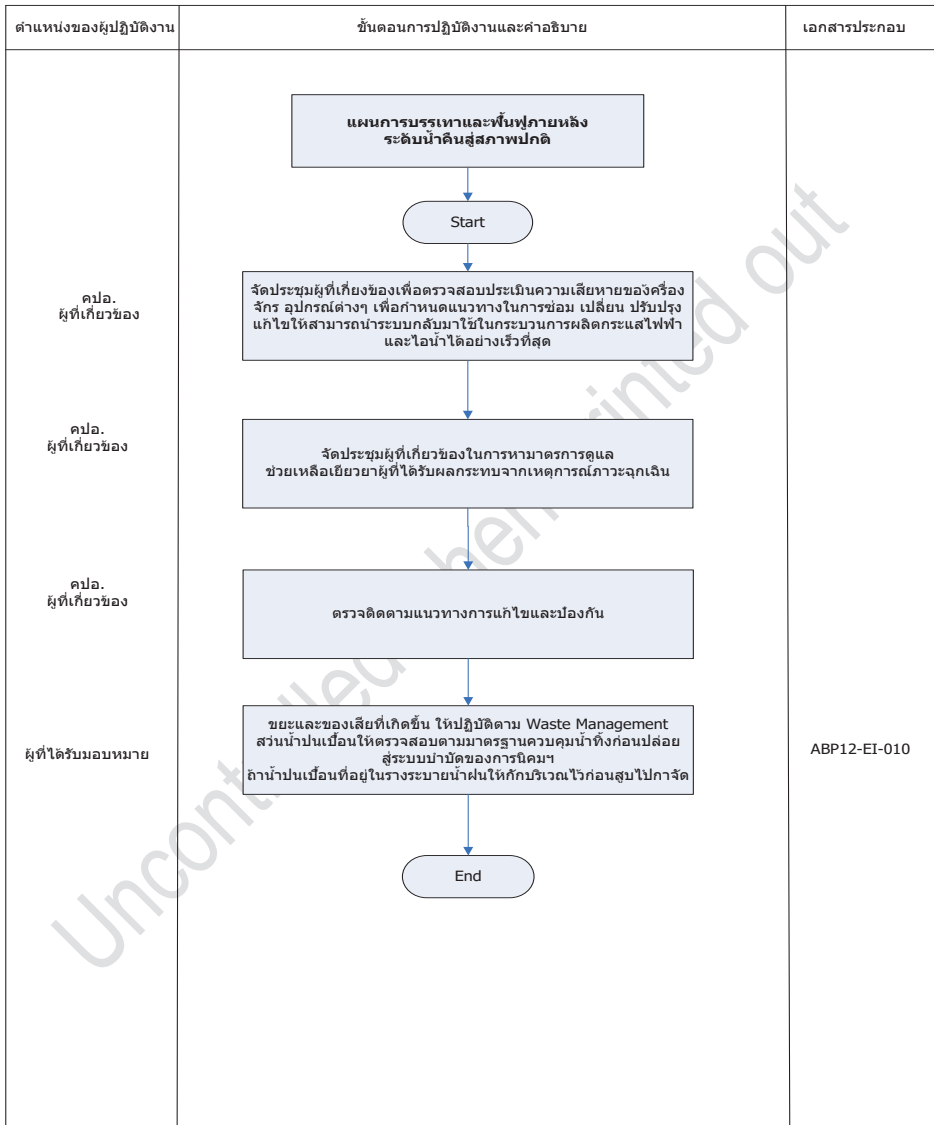 ตำแหน่งของผู้ปฏิบัติงาน
ขั้นตอนการปฏิบัติงานและคำอธิบาย
เอกสารประกอบ
แผนการบรรเทาและฟื้นฟูภายหลัง
ระดับน้ำคืนสู่สภาพปกติ
Start
คปอ.
ผู้ที่เกี่ยวข้อง
จัดประชุมผู้ที่เกี่ยงข้องเพื่อตรวจสอบประเมินความเสียหายของครื่อง
จักร อุปกรณ์ต่างๆ เพื่อกำหนดแนวทางในการซ่อม เปลี่ยน ปรับปรุง
แก้ไขให้สามารถนำระบบกลับมาใช้ในกระบวนการผลิตกระแสไฟฟ้า
และไอน้ำได้อย่างเร็วที่สุด
คปอ.
ผู้ที่เกี่ยวข้อง
จัดประชุมผู้ที่เกี่ยวข้องในการหามาตรการดูแล
ช่วยเหลือเยียวยาผู้ที่ได้รับผลกระทบจากเหตุการณ์ภาวะฉุกเฉิน
คปอ.
ผู้ที่เกี่ยวข้อง
ตรวจติดตามแนวทางการแก้ไขและป้องกัน
ผู้ที่ได้รับมอบหมาย
ขยะและของเสียที่เกิดขึ้น ให้ปฏิบัติตาม Waste Management
สว่นน้ำปนเปื้อนให้ตรวจสอบตามมาตรฐานควบคุมน้ำทิ้งก่อนปล่อย
สู่ระบบบำบัดของการนิคมฯ
ถ้าน้ำปนเปื้อนที่อยู่ในรางระบายน้ำฝนให้กักบริเวณไว้ก่อนสูบไปกาจัด
ABP12-EI-010
End
Uncontrolled when printed out